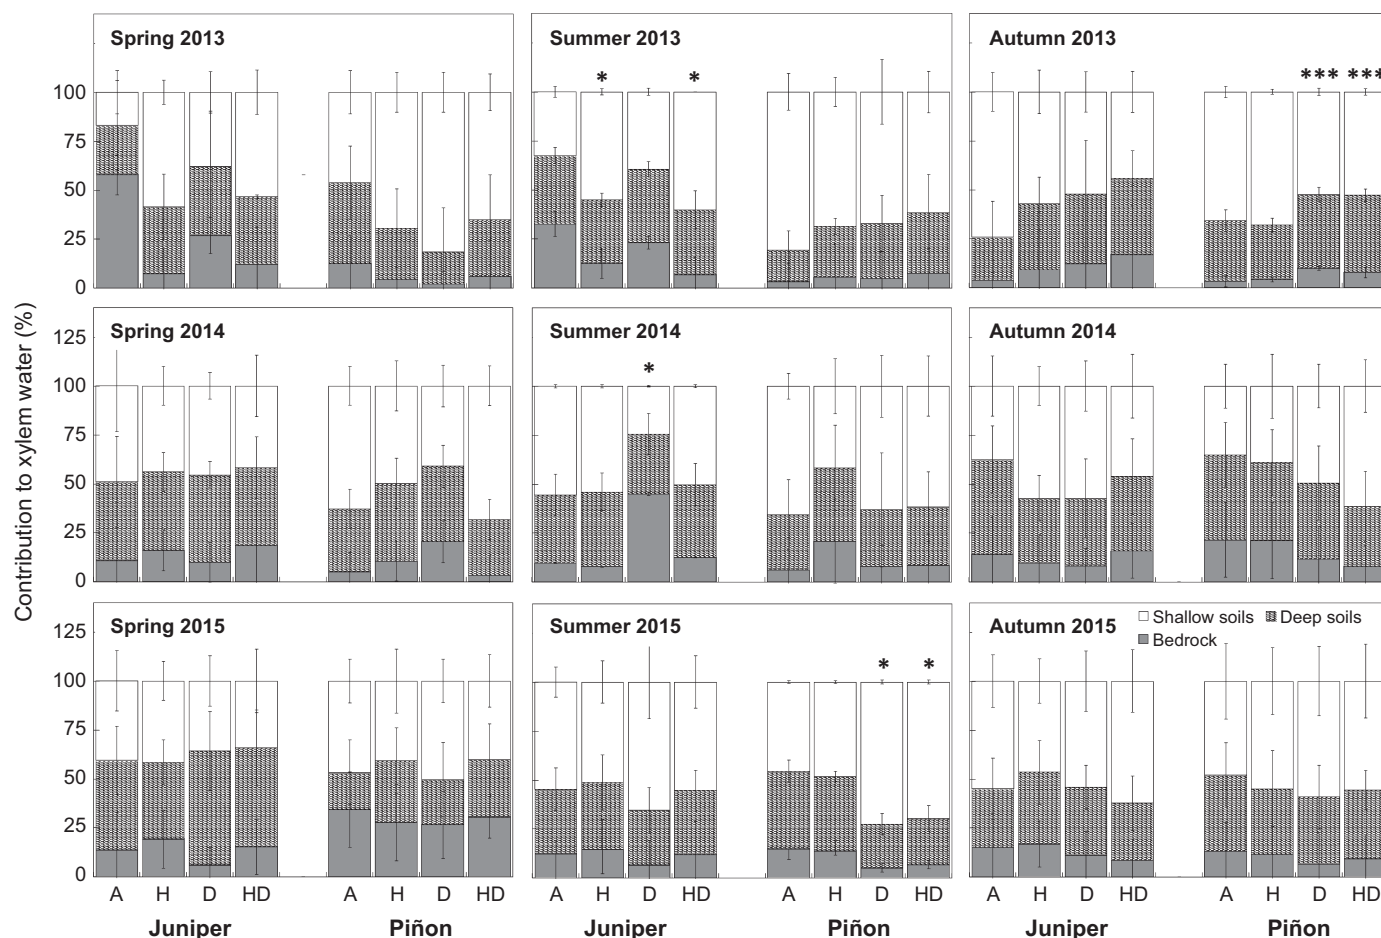 Contribution to xylem water (%)
Spring 2013
Summer 2013
Autumn 2013
* * *** ***
100
75
50
25
0
Spring 2014
Summer 2014
Autumn 2014
125
*
100
75
50
25
0
Spring 2015
Summer 2015
Autumn 2015
Shallow soils Deep soils
Bedrock
125
* *
100
75
50
25
0
A H D HD A H D HD A H D HD A H D HD A H D HD A H D HD
Juniper Piñon Juniper Piñon Juniper Piñon